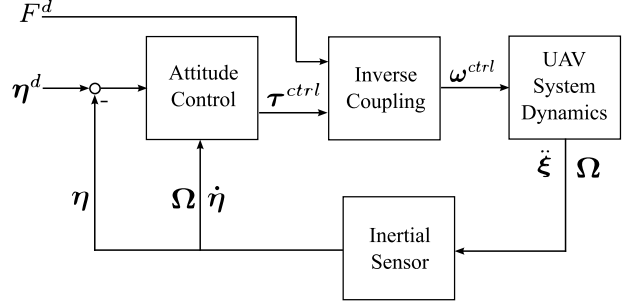 F^d
η^d
-
Attitude
Control
τ^{ctrl}
Inverse
Coupling
ω^{ctrl}
UAV
System
Dynamics
η
Ω η̇
ξ̈ Ω
Inertial
Sensor